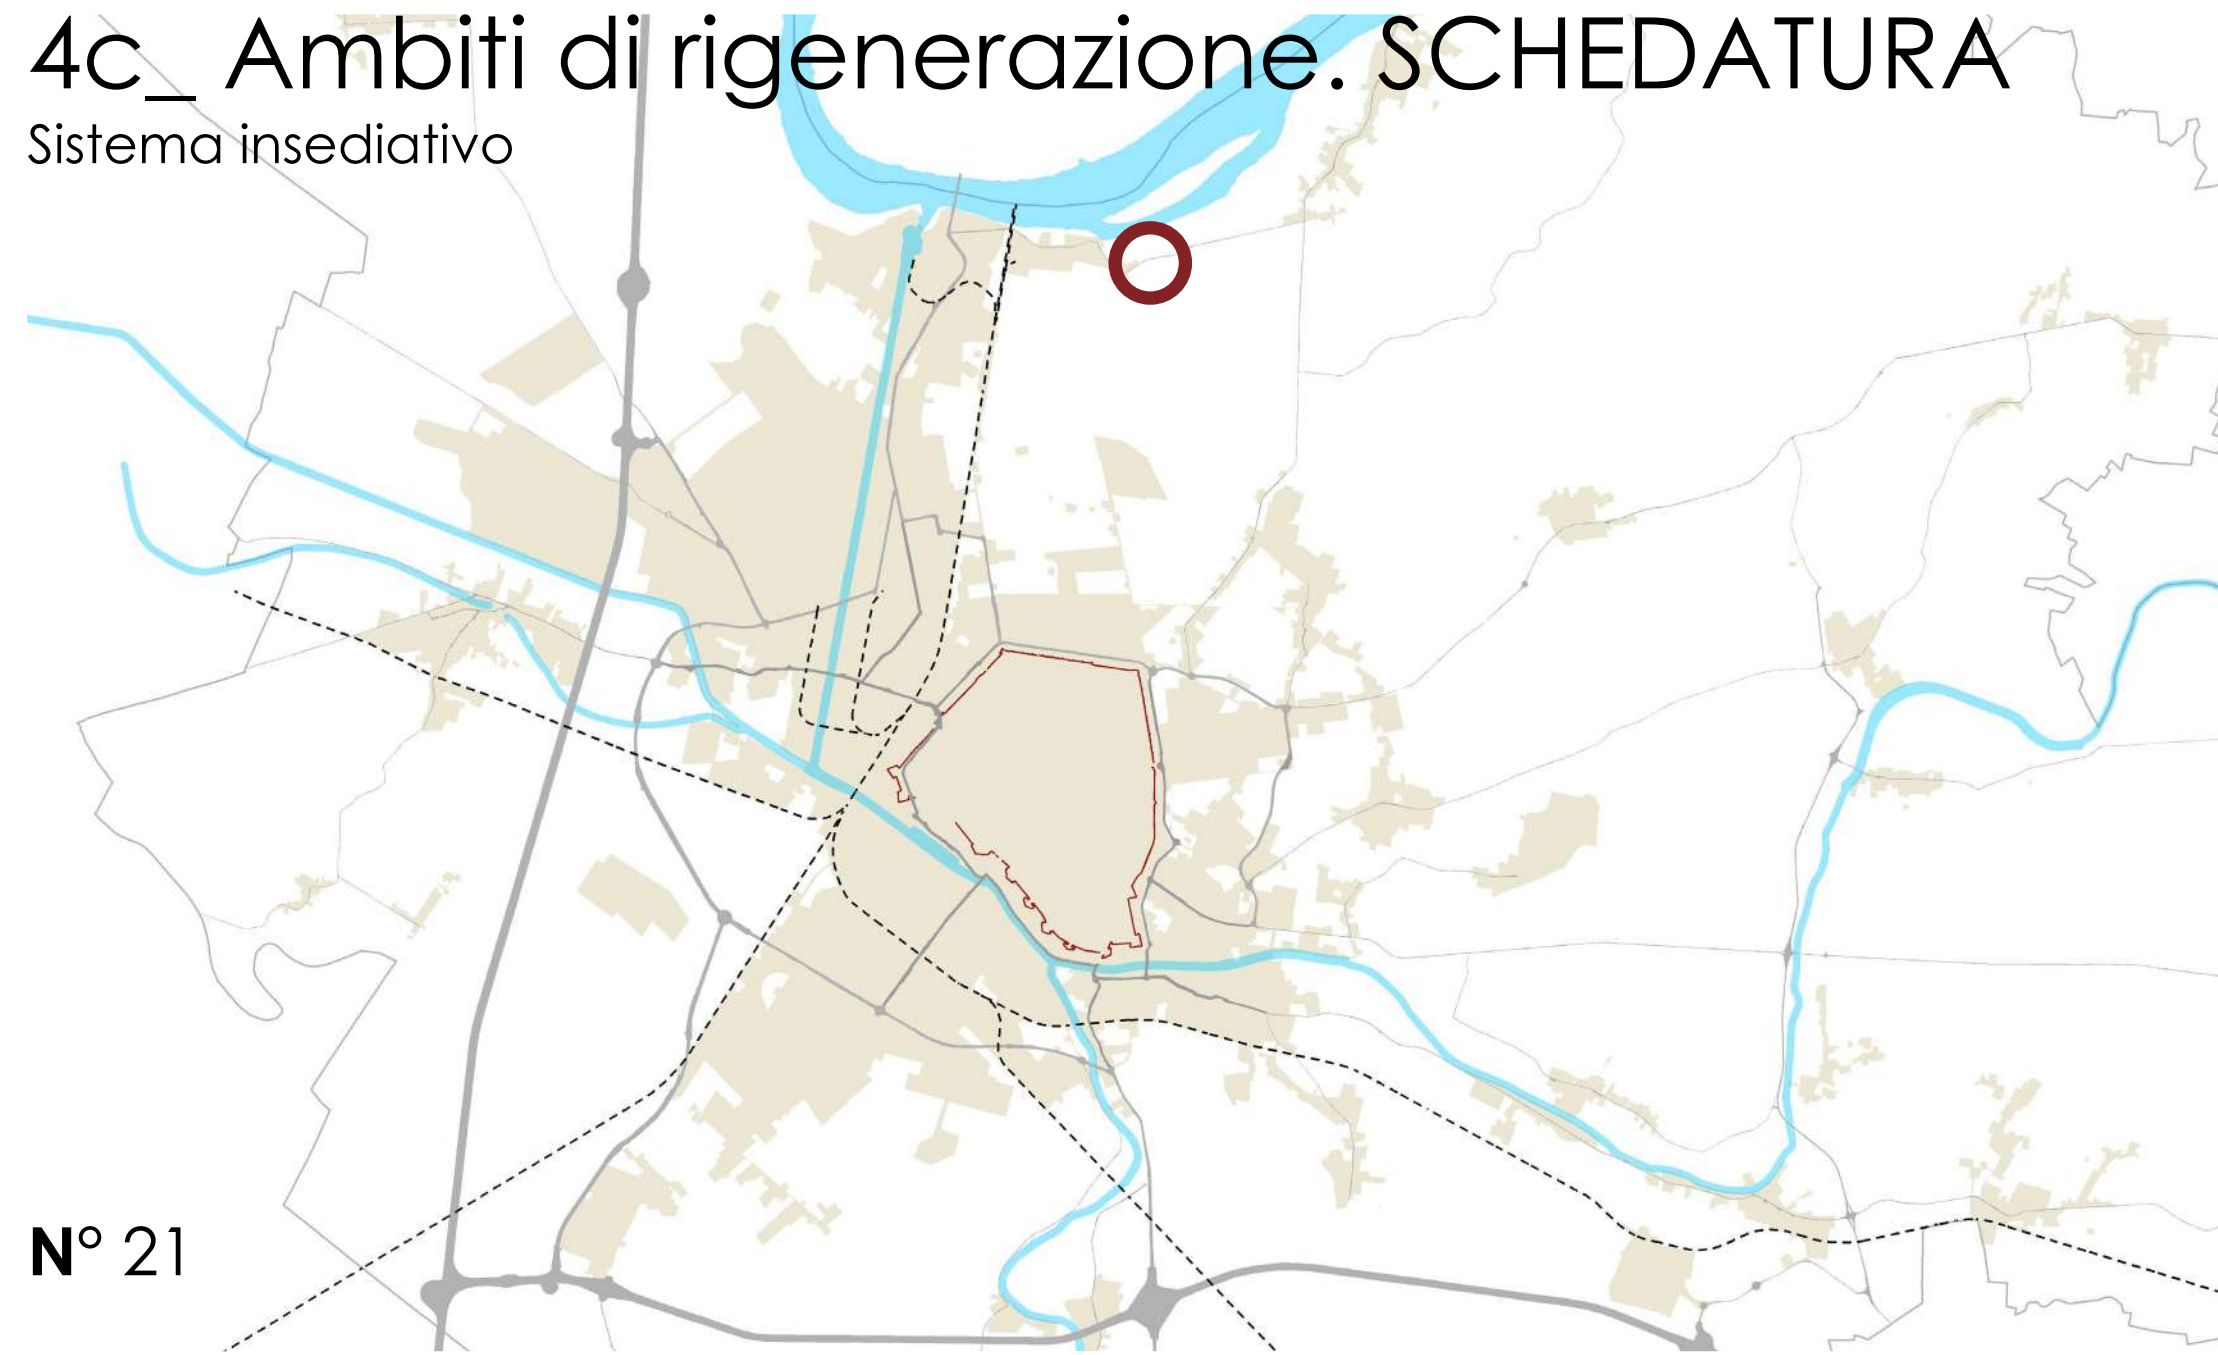 4c_ Ambiti di rigenerazione. SCHEDATURA
Sistema insediativo
N° 21